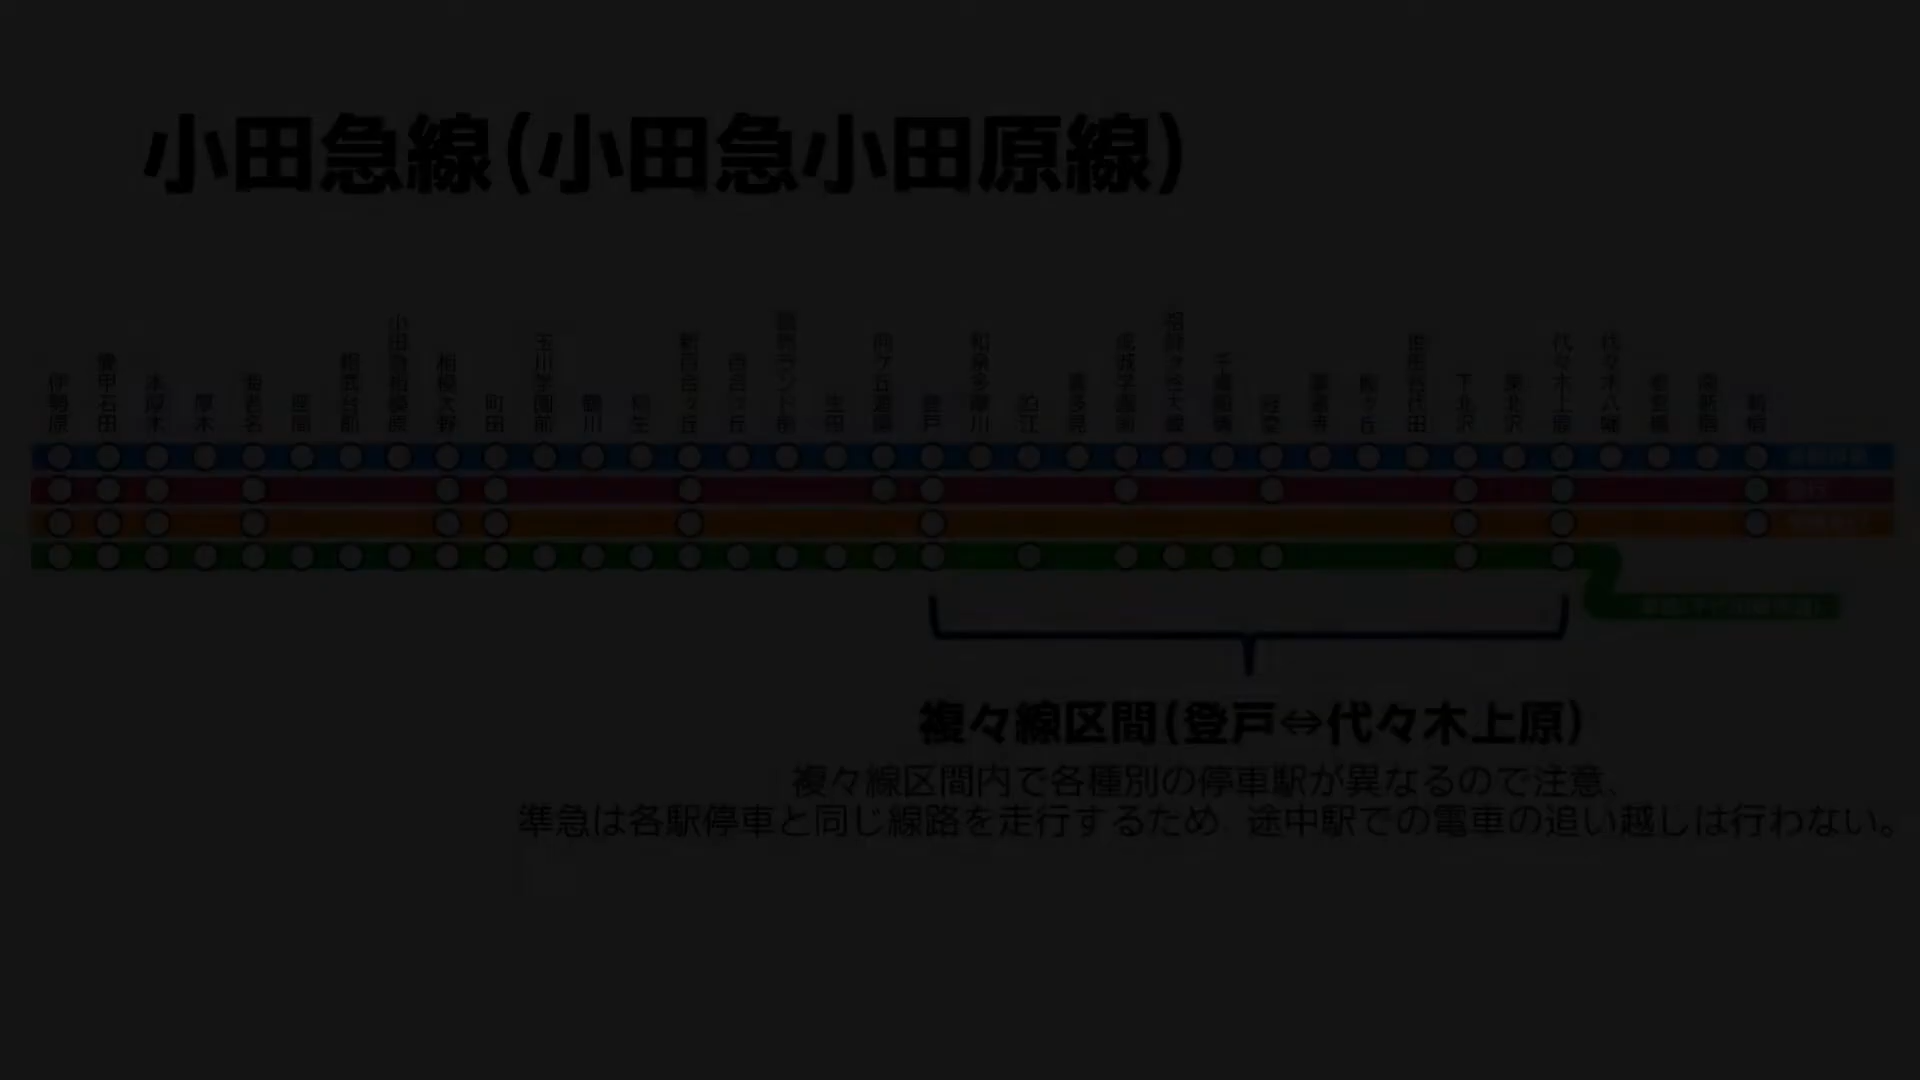 小田急線(小田急小田原線)
伊勢原
愛甲石田
本厚木
厚木
海老名
座間
相武台前
小田急相模原
相模大野
町田
玉川学園前
鶴川
柿生
新百合ヶ丘
百合ヶ丘
読売ランド前
生田
向ヶ丘遊園
登戸
和泉多摩川
狛江
喜多見
成城学園前
祖師ヶ谷大蔵
千歳船橋
経堂
豪徳寺
梅ヶ丘
世田谷代田
下北沢
東北沢
代々木上原
代々木八幡
参宮橋
南新宿
新宿
急行
複々線区間(登戸⇔代々木上原)
複々線区間内で各種別の停車駅が異なるので注意、
準急は各駅停車と同じ線路を走行するため、途中駅での電車の追い越しは行わない。